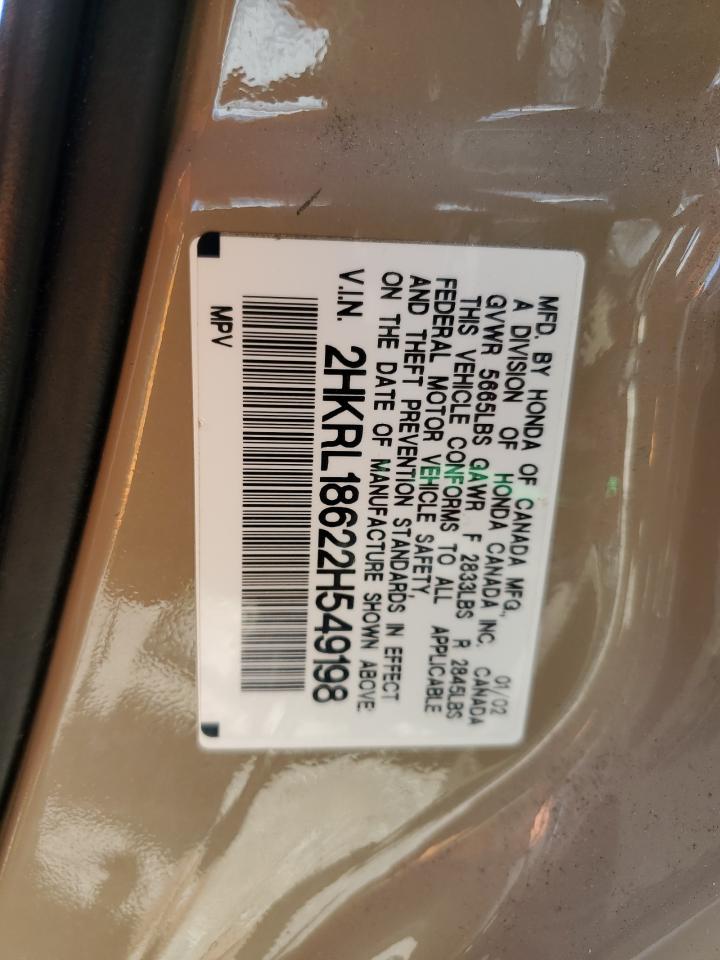 MFD. BY HONDA OF CANADA MFG.,
A DIVISION OF HONDA CANADA INC. CANADA 01/02
GVWR 5665LBS GAWR F 2833LBS R 2845LBS
THIS VEHICLE CONFORMS TO ALL APPLICABLE
FEDERAL MOTOR VEHICLE SAFETY,
AND THEFT PREVENTION STANDARDS IN EFFECT
ON THE DATE OF MANUFACTURE SHOWN ABOVE.
V.I.N. 2HKRL18622H549198
MPV